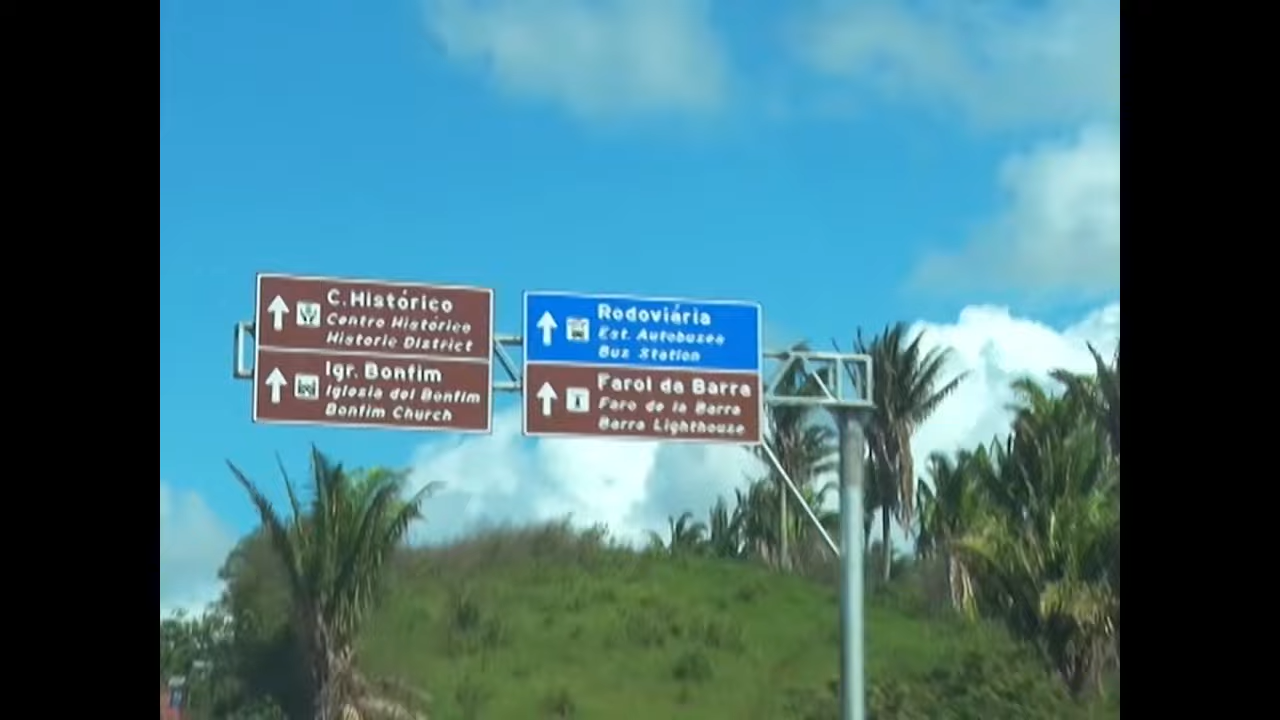 C.Histórico
Centro Histórico
Historic District
Igr. Bonfim
Iglesia del Bonfim
Bonfim Church
Rodoviária
Est. Autobuses
Bus Station
Farol da Barra
Faro de la Barra
Barra Lighthouse